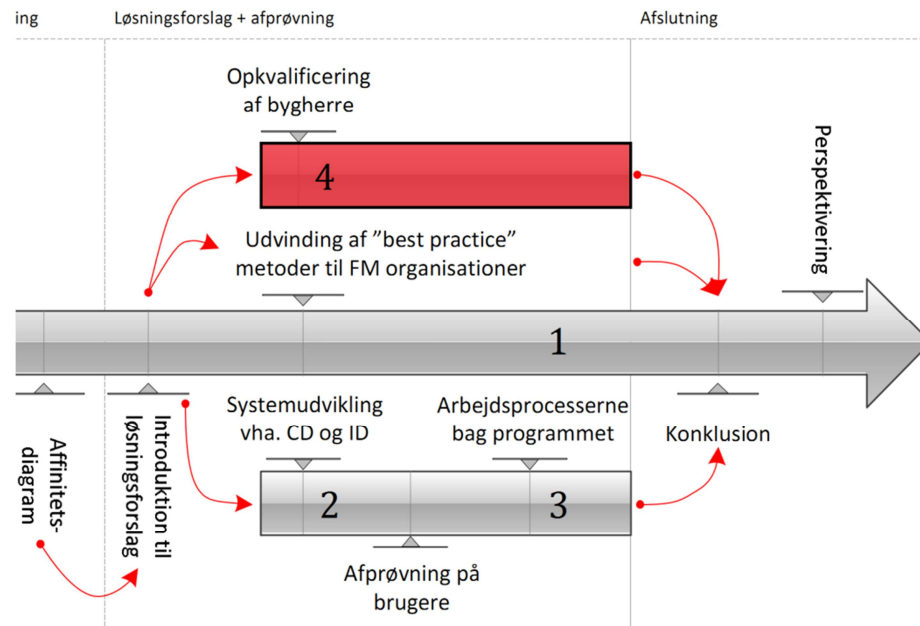 ing
Løsningsforslag + afprøvning
Afslutning
Opkvalificering
af bygherre
4
Udvinding af ”best practice”
metoder til FM organisationer
Perspektivering
1
Affinitets-
diagram
Introduktion til
løsningsforslag
Systemudvikling
vha. CD og ID
Arbejdsprocesserne
bag programmet
Konklusion
2
3
Afprøvning på
brugere